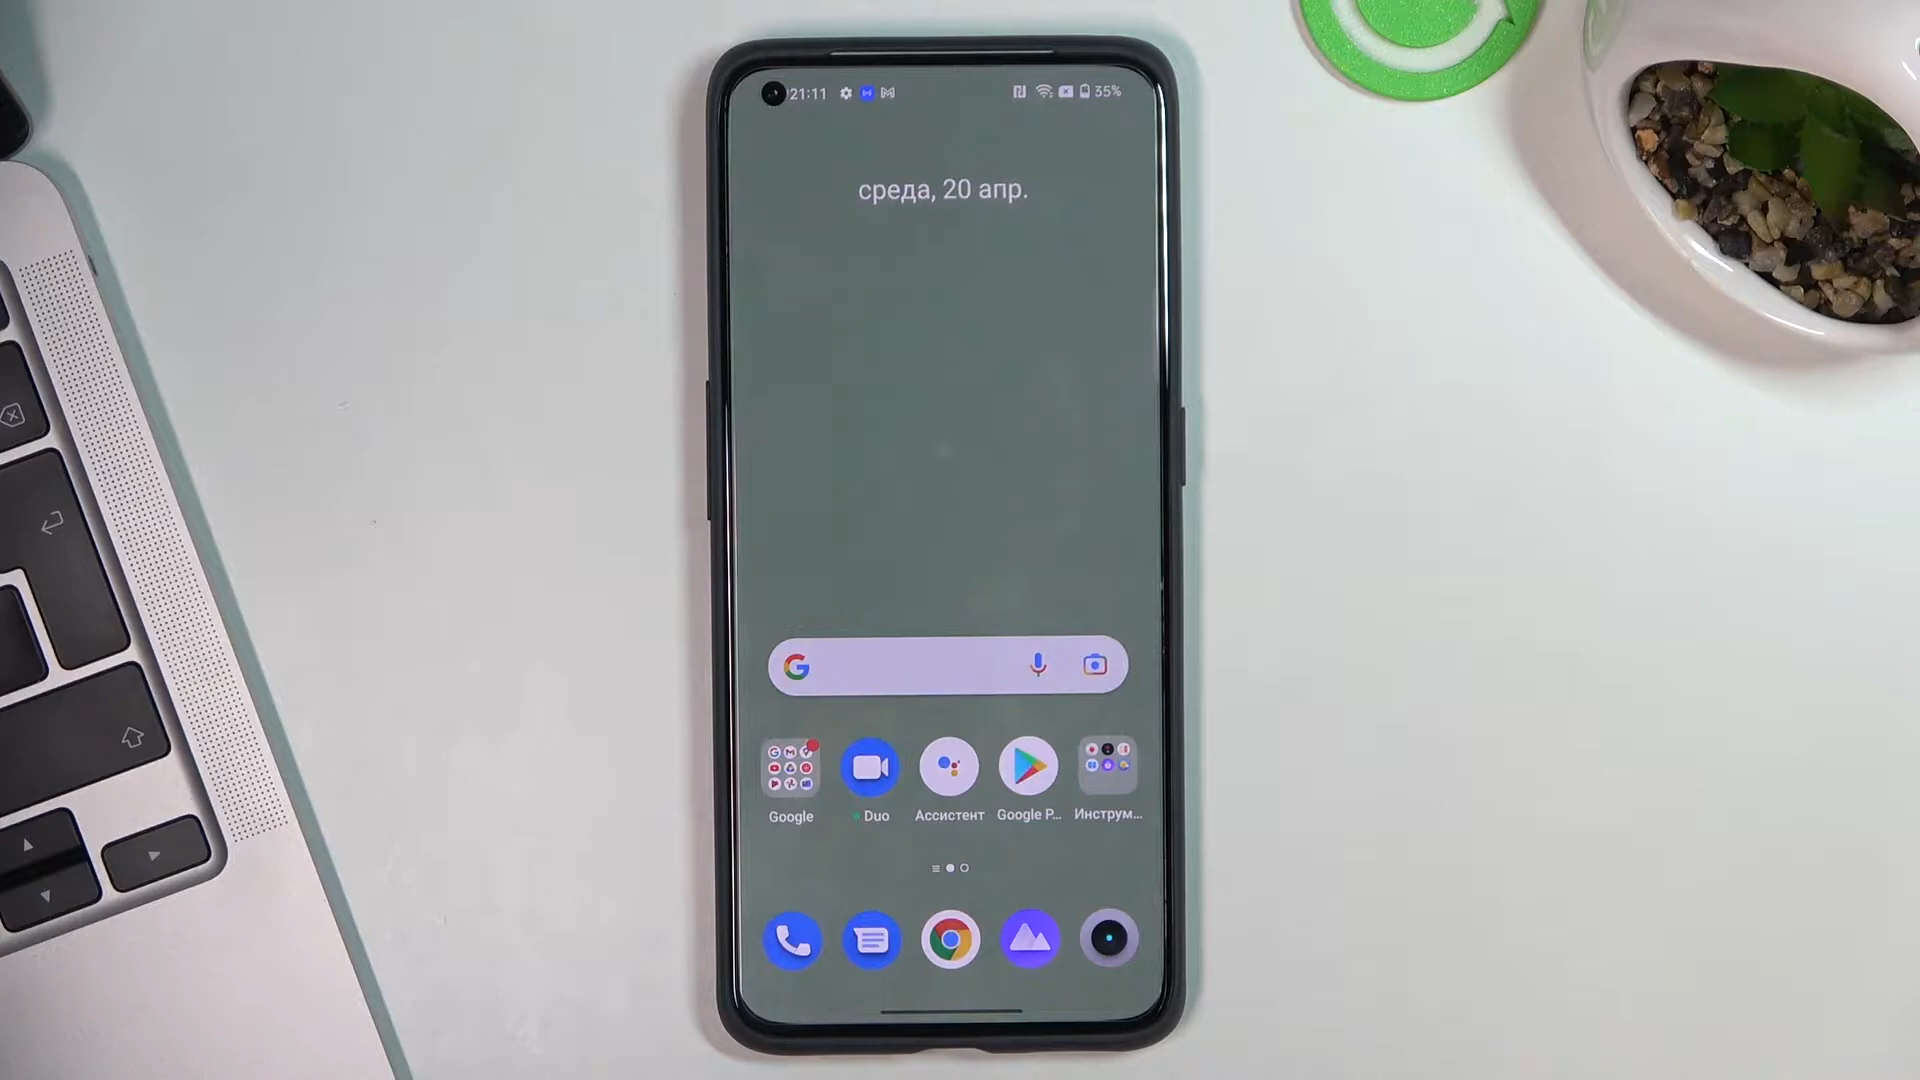 21:11
35%
среда, 20 апр.
Google
Duo
Ассистент
Google P...
Инструм...